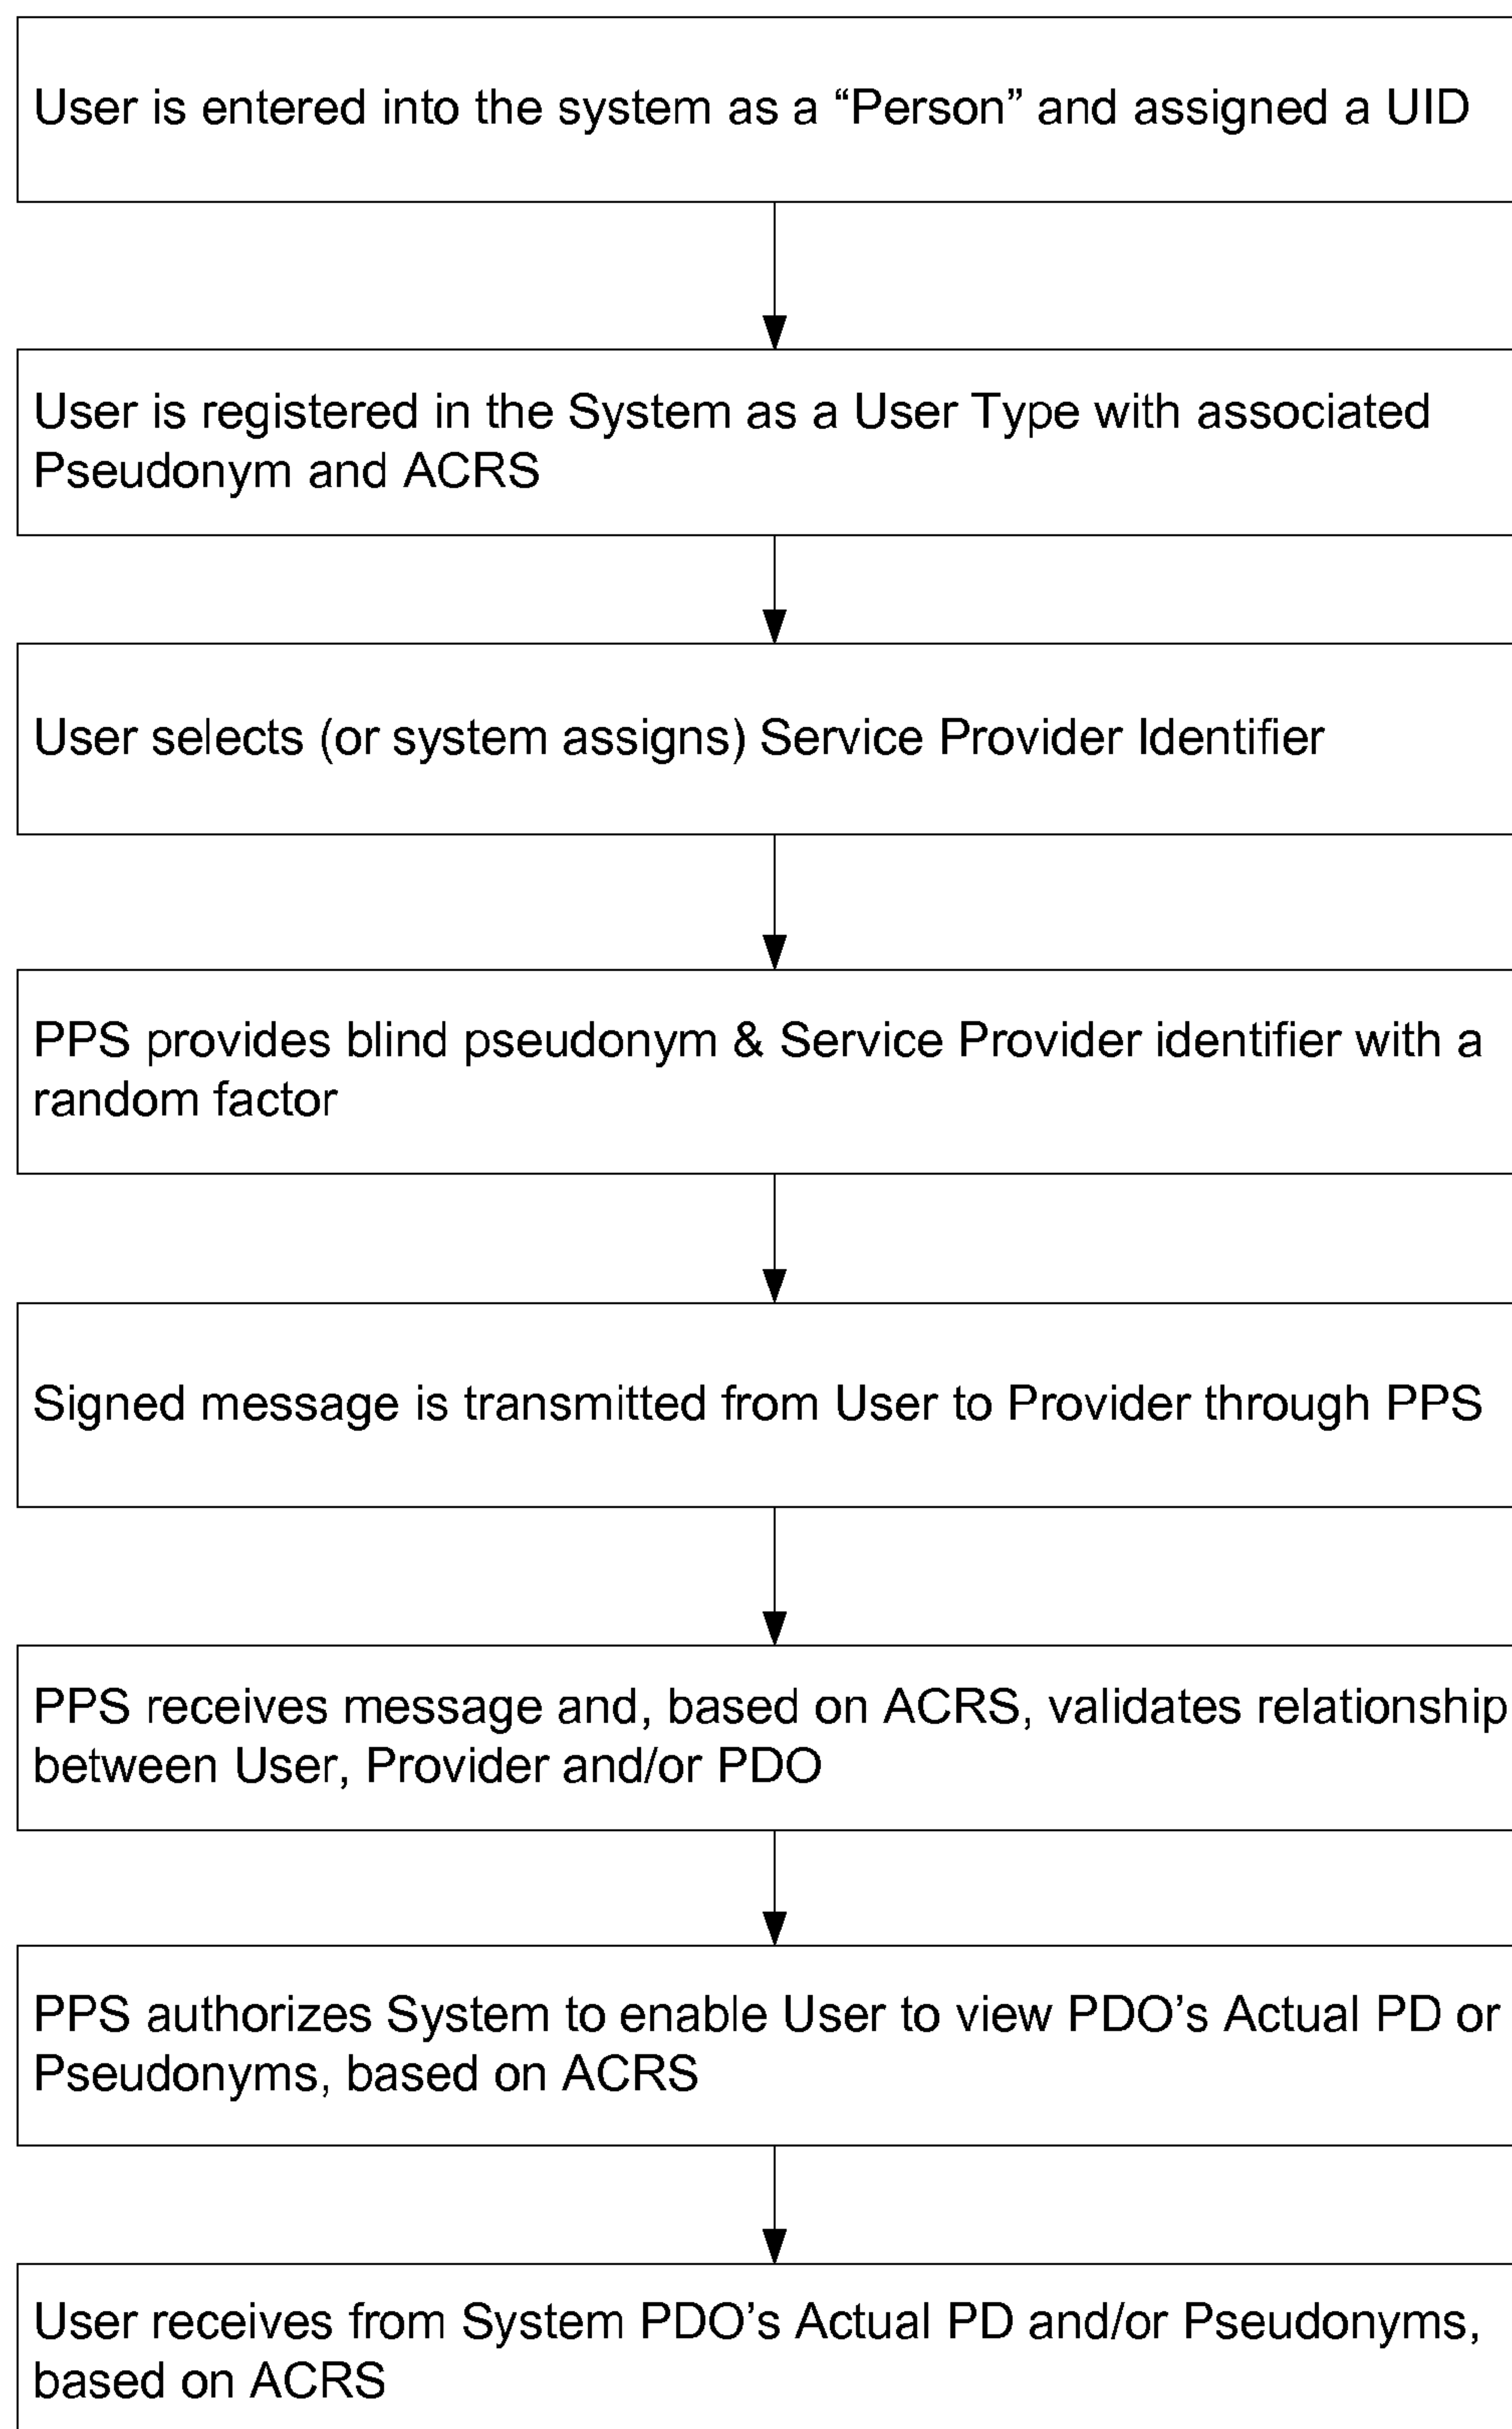 User is entered into the system as a “Person” and assigned a UID
User is registered in the System as a User Type with associated
Pseudonym and ACRS
User selects (or system assigns) Service Provider Identifier
PPS provides blind pseudonym & Service Provider identifier with a
random factor
Signed message is transmitted from User to Provider through PPS
PPS receives message and, based on ACRS, validates relationship
between User, Provider and/or PDO
PPS authorizes System to enable User to view PDO’s Actual PD or
Pseudonyms, based on ACRS
User receives from System PDO’s Actual PD and/or Pseudonyms,
based on ACRS